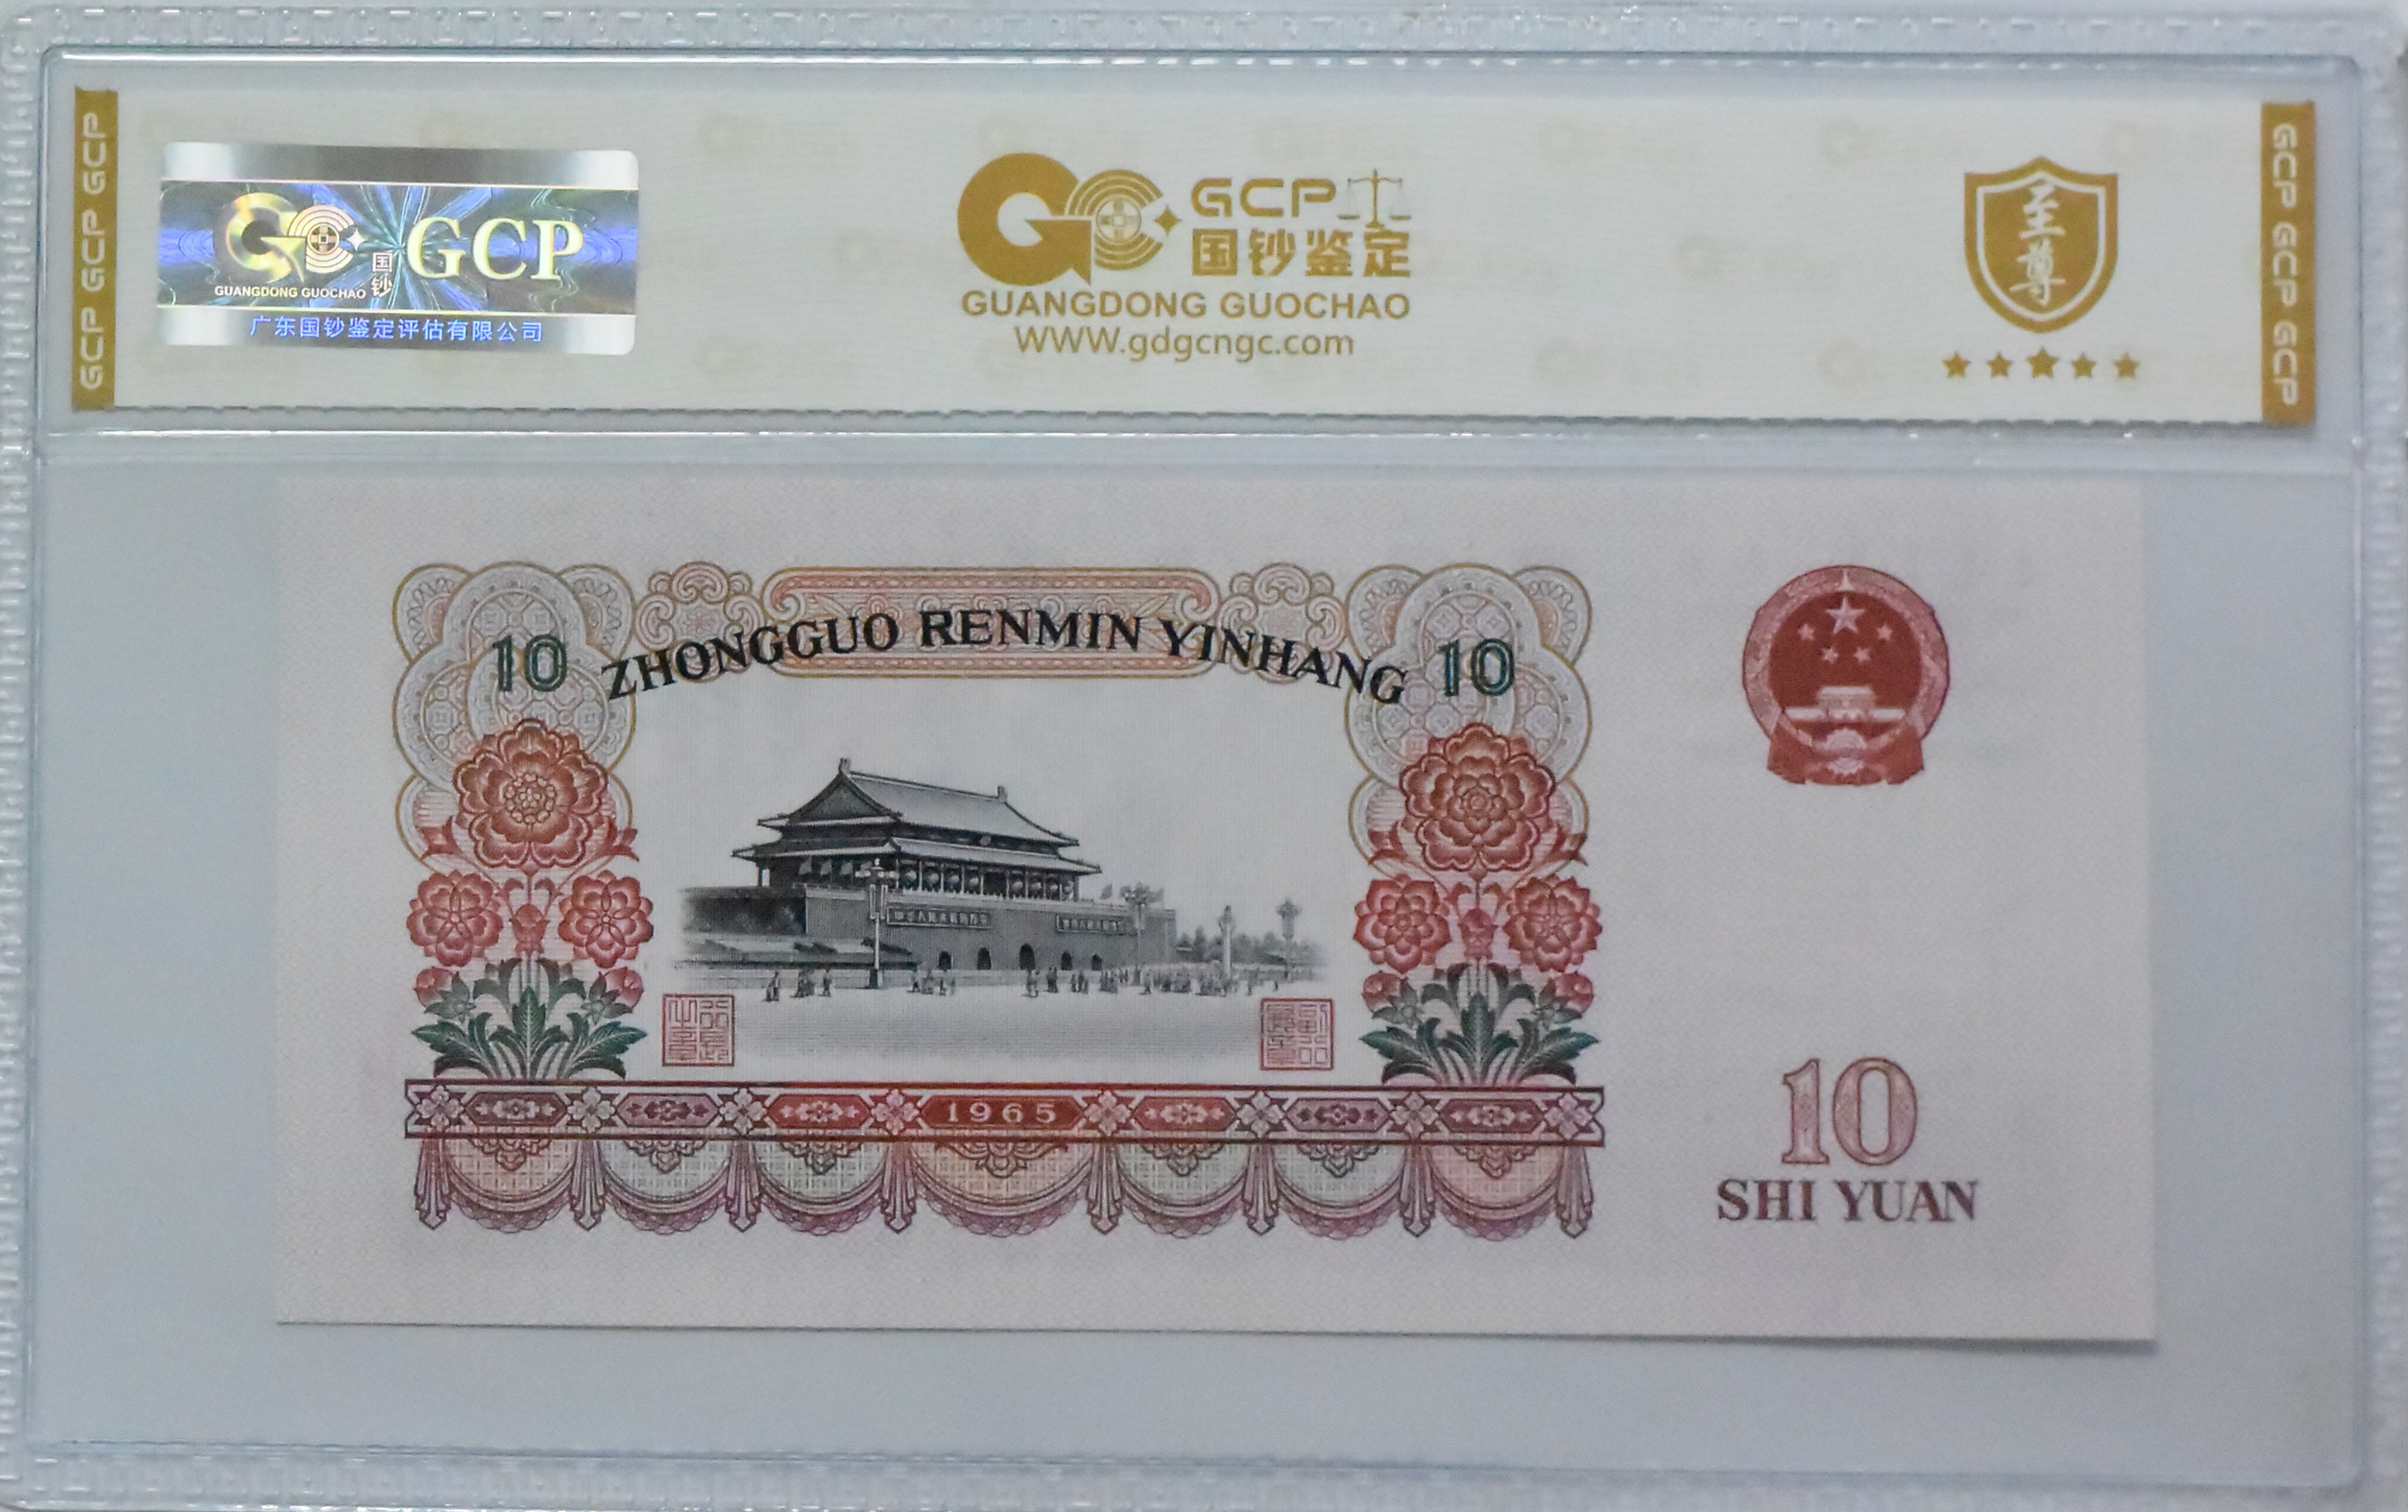 GCP GCP GCP
GCP
国钞
GUANGDONG GUOCHAO
广东国钞鉴定评估有限公司
GCP
国钞鉴定
GUANGDONG GUOCHAO
WWW.gdgcngc.com
至尊
GCP GCP GCP
10 ZHONGGUO RENMIN YINHANG 10
1965
10
SHI YUAN